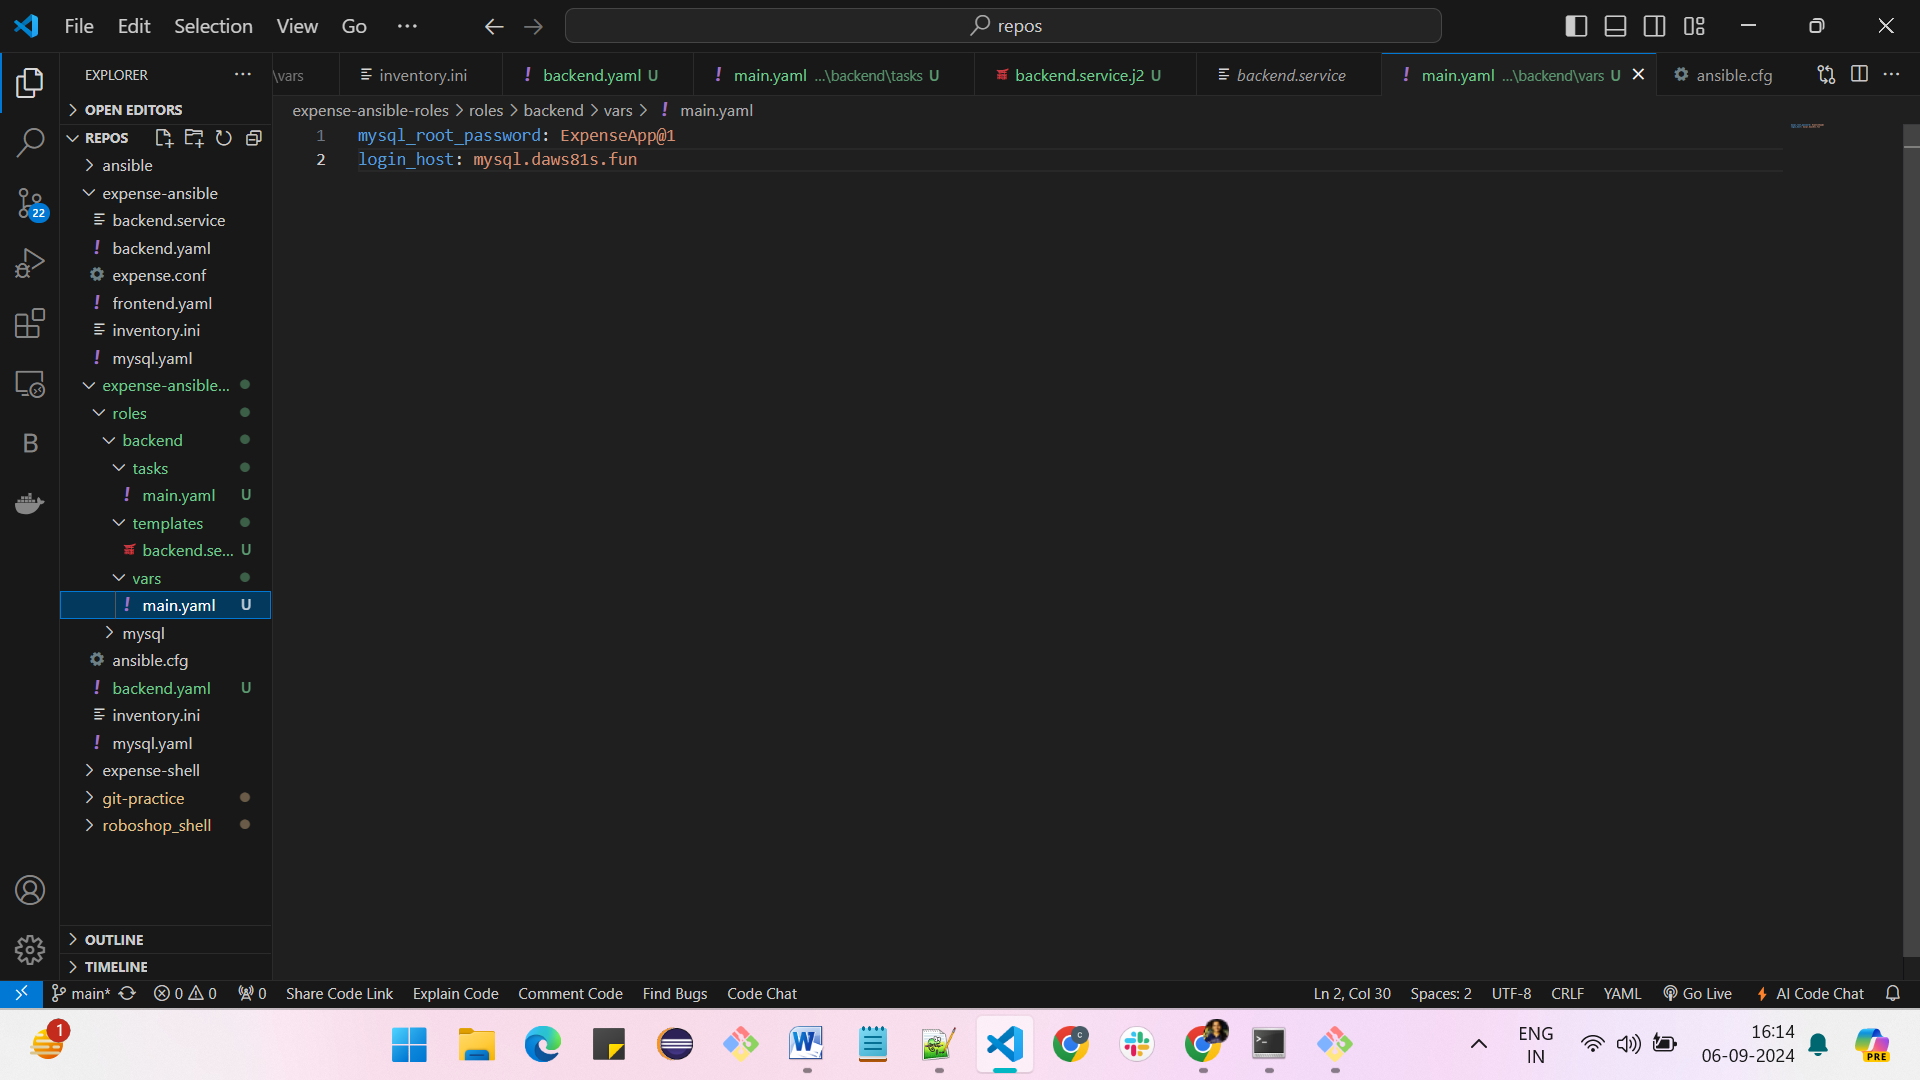 File Edit Selection View Go ···
repos
EXPLORER ···
\vars
inventory.ini
! backend.yaml U
! main.yaml ...\backend\tasks U
backend.service.j2 U
backend.service
! main.yaml ...\backend\vars U
ansible.cfg
···
OPEN EDITORS
REPOS
ansible
expense-ansible
backend.service
! backend.yaml
expense.conf
! frontend.yaml
inventory.ini
! mysql.yaml
expense-ansible...
roles
backend
tasks
! main.yaml U
templates
backend.se... U
vars
! main.yaml U
mysql
ansible.cfg
! backend.yaml U
inventory.ini
! mysql.yaml
expense-shell
git-practice
roboshop_shell
OUTLINE
TIMELINE
22
B
expense-ansible-roles > roles > backend > vars > ! main.yaml
1 mysql_root_password: ExpenseApp@1
2 login_host: mysql.daws81s.fun
main* 0 0 0 Share Code Link Explain Code Comment Code Find Bugs Code Chat
Ln 2, Col 30 Spaces: 2 UTF-8 CRLF YAML Go Live AI Code Chat
1
W
C
ENG
IN
16:14
06-09-2024
PRE